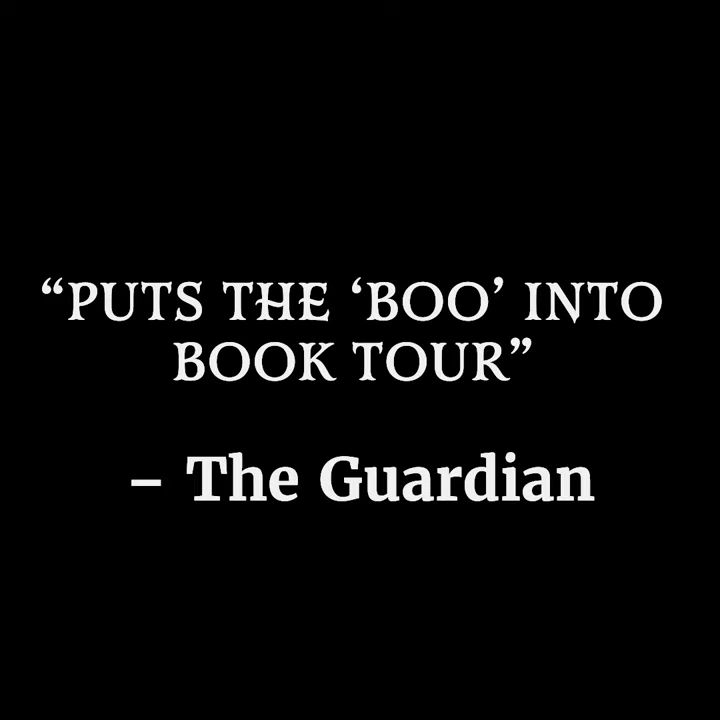 “PUTS THE ‘BOO’ INTO
BOOK TOUR”
– The Guardian